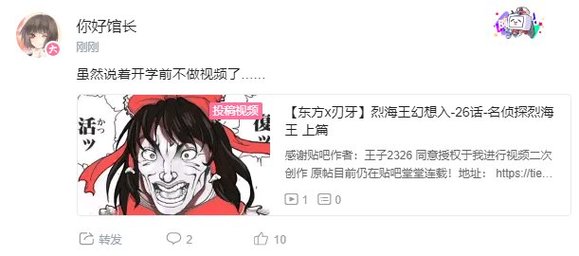 你好馆长
刚刚
虽然说着开学前不做视频了……
投稿视频
活ッ
かつ
復ッ
【东方x刃牙】烈海王幻想入-26话-名侦探烈海
王 上篇
感谢贴吧作者：王子2326 同意授权于我进行视频二次
创作 原帖目前仍在贴吧堂堂连载！地址： https://tie...
1
0
转发
2
10